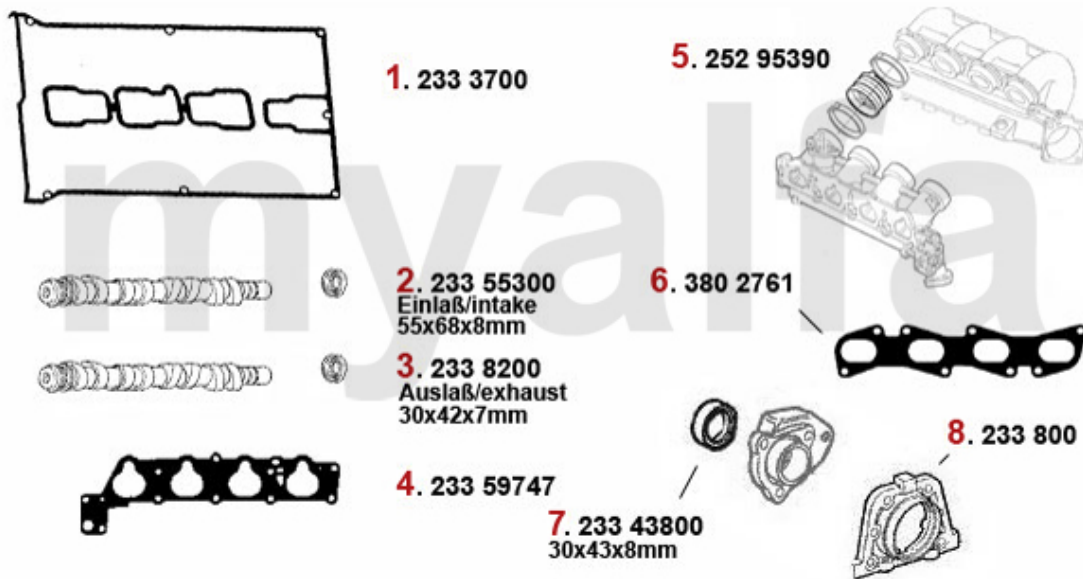 1. 233 3700
2. 233 55300
Einlaß/intake
55x68x8mm
3. 233 8200
Auslaß/exhaust
30x42x7mm
4. 233 59747
5. 252 95390
6. 380 2761
7. 233 43800
30x43x8mm
8. 233 800
myalfa